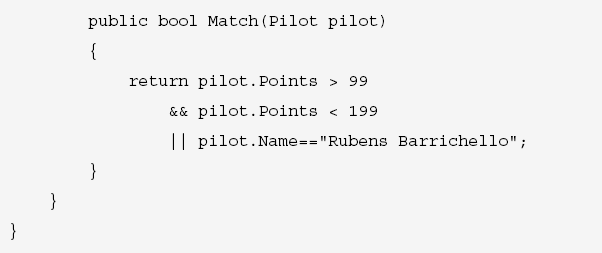 public bool Match(Pilot pilot)
{
return pilot.Points > 99
&& pilot.Points < 199
|| pilot.Name=="Rubens Barrichello";
}
}
}